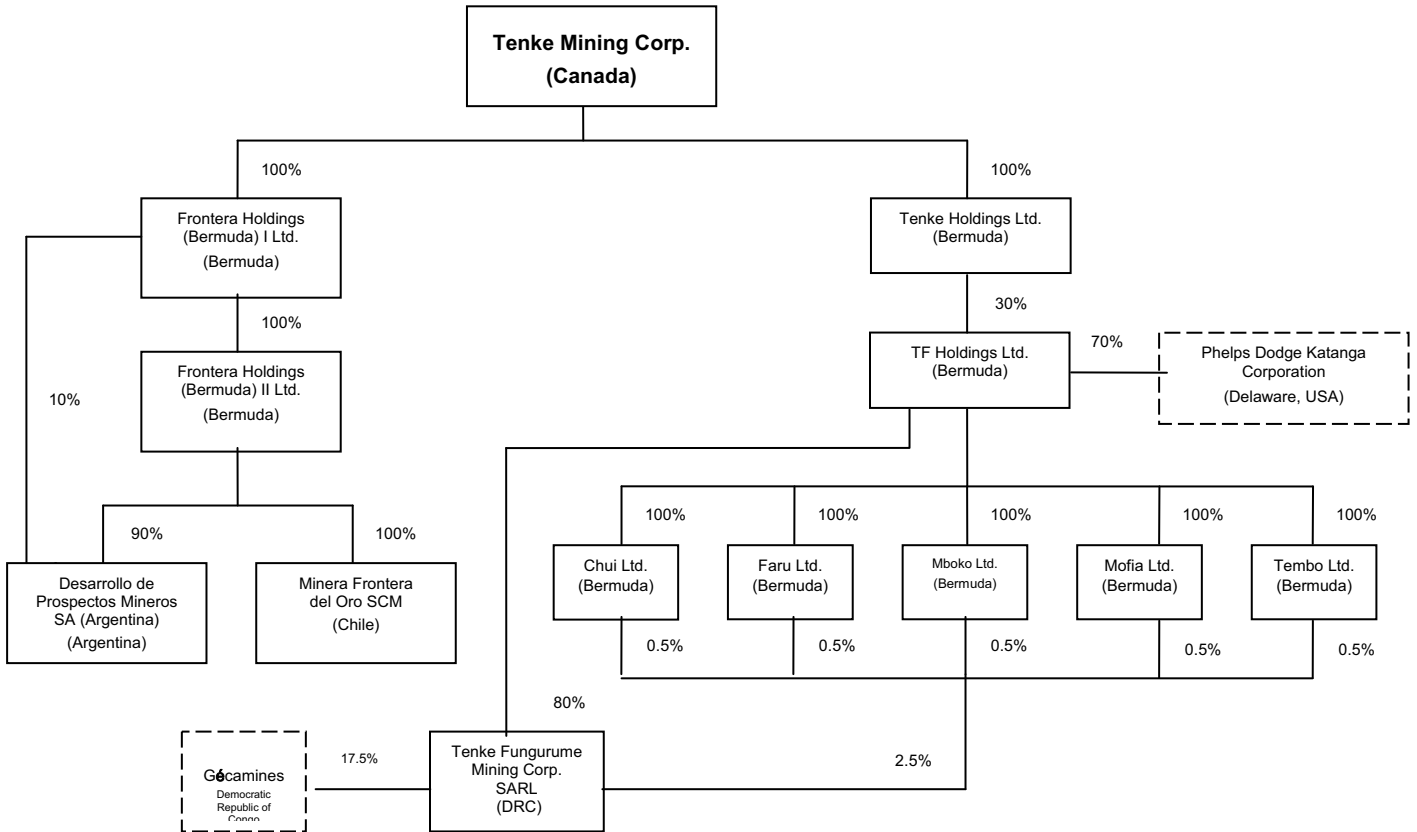 Tenke Mining Corp.
(Canada)
100%
100%
Frontera Holdings
(Bermuda) I Ltd.
(Bermuda)
Tenke Holdings Ltd.
(Bermuda)
100%
30%
10%
Frontera Holdings
(Bermuda) II Ltd.
(Bermuda)
TF Holdings Ltd.
(Bermuda)
70%
Phelps Dodge Katanga
Corporation
(Delaware, USA)
90%
100%
Desarrollo de
Prospectos Mineros
SA (Argentina)
(Argentina)
Minera Frontera
del Oro SCM
(Chile)
100%
100%
100%
100%
100%
Chui Ltd.
(Bermuda)
Faru Ltd.
(Bermuda)
Mboko Ltd.
(Bermuda)
Mofia Ltd.
(Bermuda)
Tembo Ltd.
(Bermuda)
0.5%
0.5%
0.5%
0.5%
0.5%
80%
2.5%
17.5%
Gécamines
Democratic
Republic of
Congo
Tenke Fungurume
Mining Corp.
SARL
(DRC)